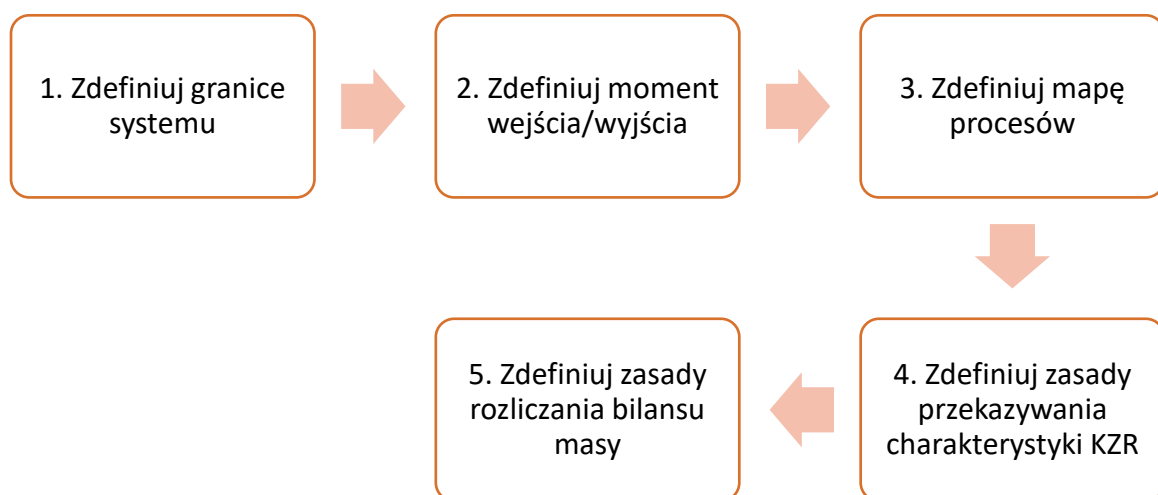 1. Zdefiniuj granice
systemu
2. Zdefiniuj moment
wejścia/wyjścia
3. Zdefiniuj mapę
procesów
4. Zdefiniuj zasady
przekazywania
charakterystyki KZR
5. Zdefiniuj zasady
rozliczania bilansu
masy